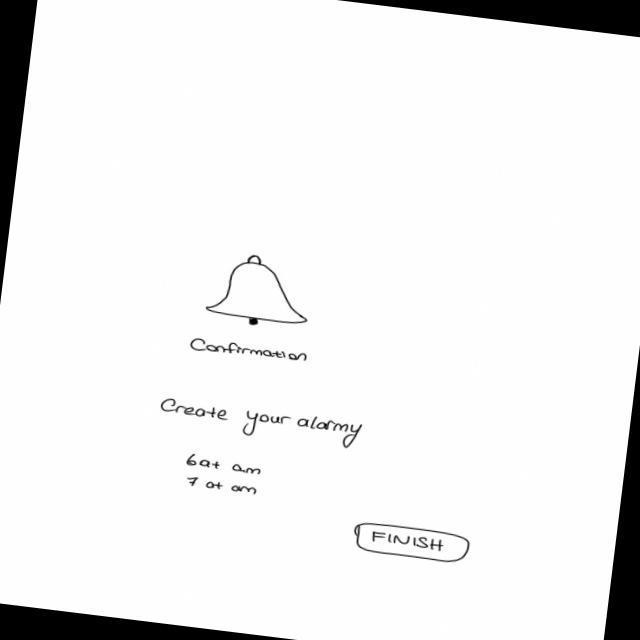 Confirmation
Create your alarmy
6at am
7 at am
FINISH